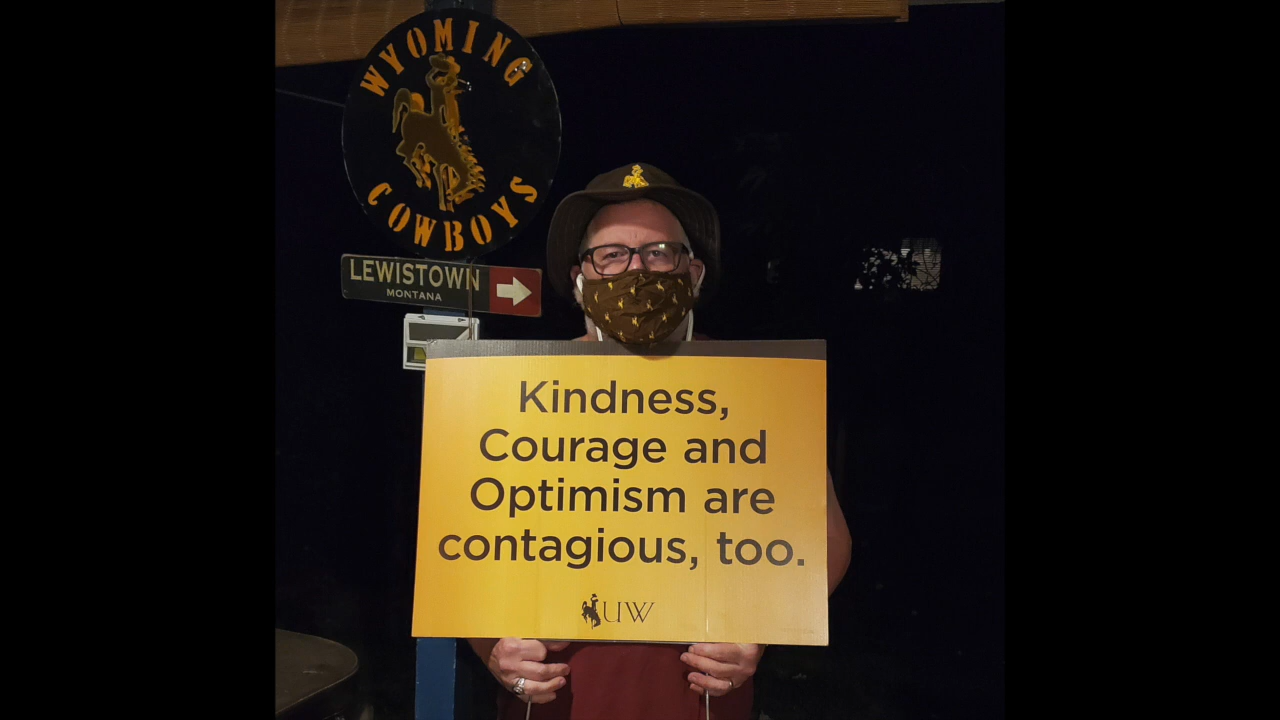 WYOMING
COWBOYS
LEWISTOWN
MONTANA
Kindness,
Courage and
Optimism are
contagious, too.
UW